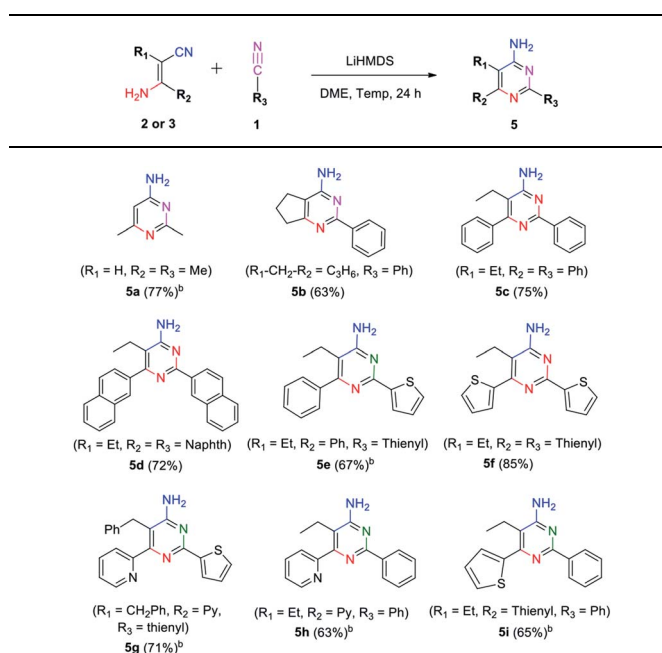 R₁ CN
H₂N R₂
2 or 3
+
N
C
R₃
1
LiHMDS
DME, Temp, 24 h
NH₂
R₁ N
R₂ N R₃
5
NH₂
N
N
(R₁ = H, R₂ = R₃ = Me)
5a (77%)ᵇ
NH₂
N
N
(R₁-CH₂-R₂ = C₃H₆, R₃ = Ph)
5b (63%)
NH₂
N
N
(R₁ = Et, R₂ = R₃ = Ph)
5c (75%)
NH₂
N
N
(R₁ = Et, R₂ = R₃ = Naphth)
5d (72%)
NH₂
N
N
S
(R₁ = Et, R₂ = Ph, R₃ = Thienyl)
5e (67%)ᵇ
NH₂
N
S N S
(R₁ = Et, R₂ = R₃ = Thienyl)
5f (85%)
NH₂
Ph
N
N S
N
(R₁ = CH₂Ph, R₂ = Py,
R₃ = thienyl)
5g (71%)ᵇ
NH₂
N
N
N
(R₁ = Et, R₂ = Py, R₃ = Ph)
5h (63%)ᵇ
NH₂
N
N
S
(R₁ = Et, R₂ = Thienyl, R₃ = Ph)
5i (65%)ᵇ